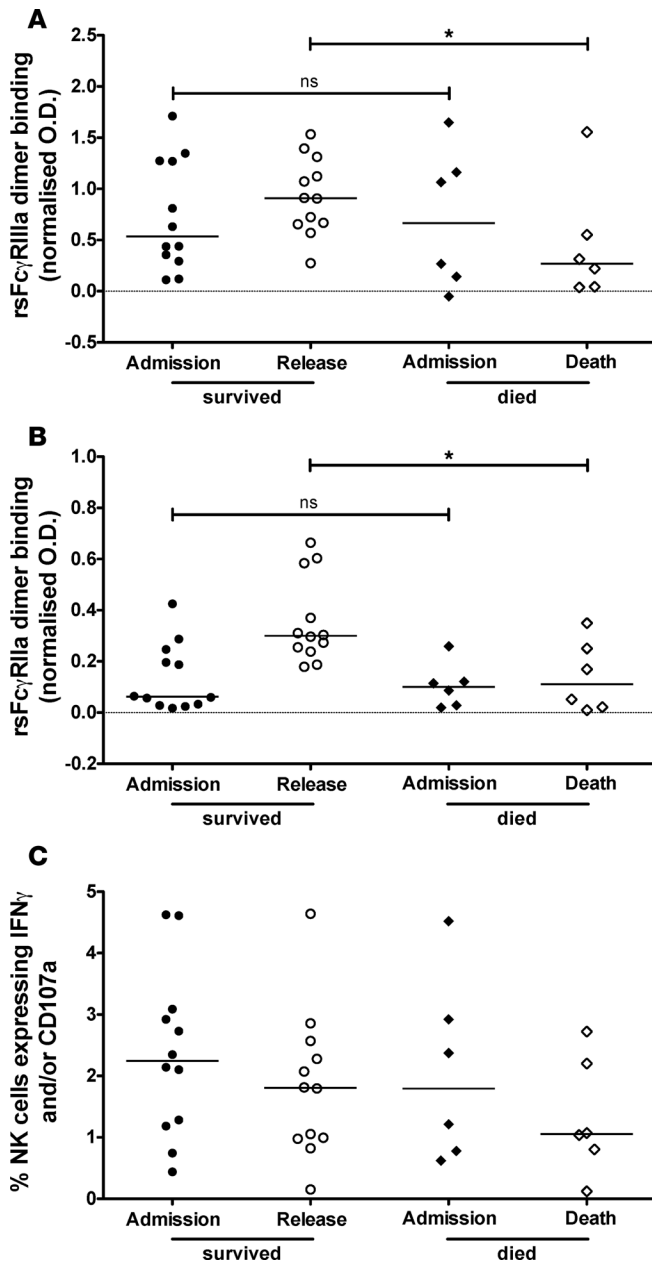 A
rsFcγRIIIa dimer binding
(normalised O.D.)
2.5
2.0
1.5
1.0
0.5
0.0
-0.5
*
ns
Admission Release Admission Death
survived died
B
rsFcγRIIa dimer binding
(normalised O.D.)
1.0
0.8
0.6
0.4
0.2
0.0
-0.2
*
ns
Admission Release Admission Death
survived died
C
% NK cells expressing IFNγ
and/or CD107a
5
4
3
2
1
0
Admission Release Admission Death
survived died